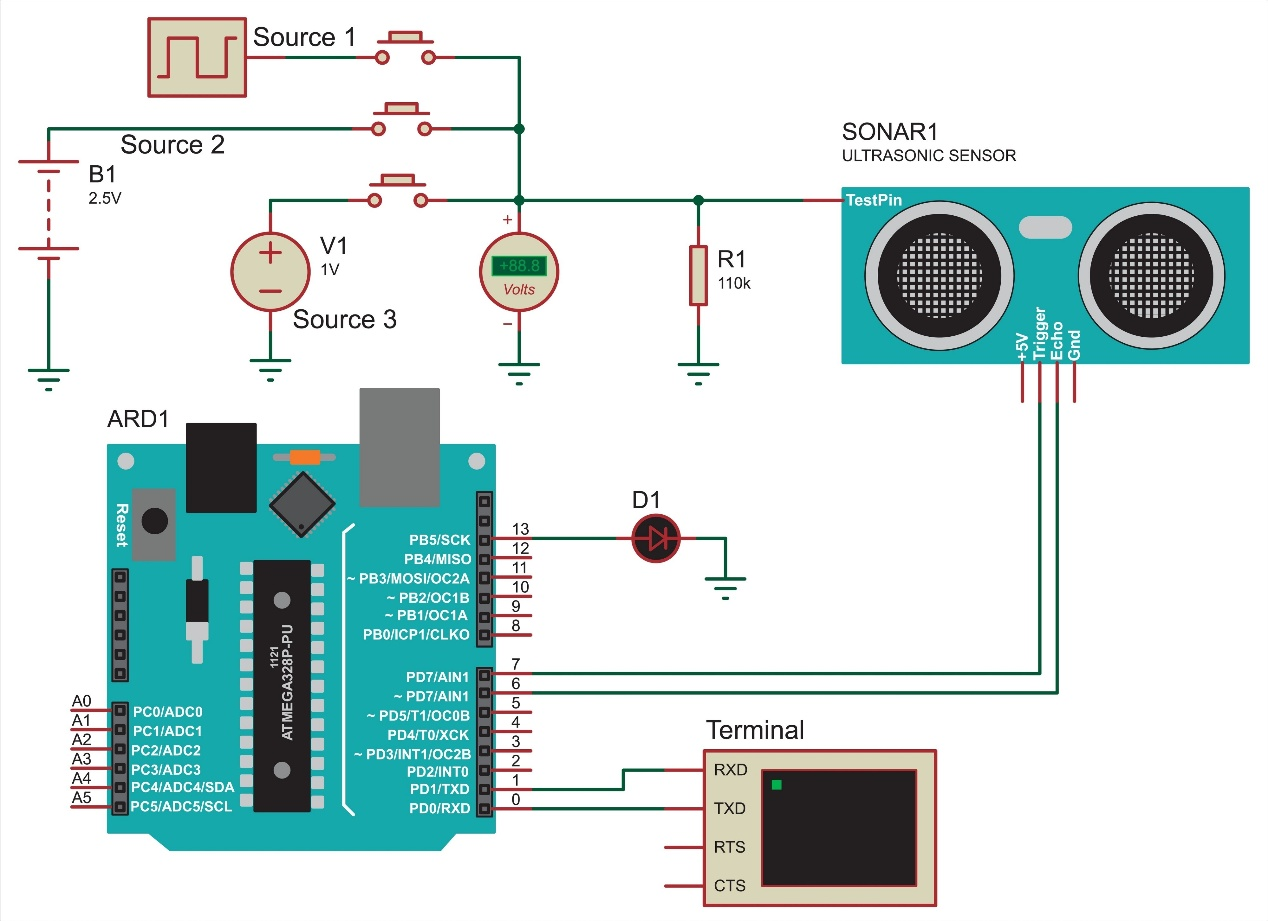 Source 1
Source 2
B1
2.5V
V1
1V
Source 3
+
+88.8
Volts
−
R1
110k
SONAR1
ULTRASONIC SENSOR
TestPin
+5V
Trigger
Echo
Gnd
ARD1
Reset
1121
ATMEGA328P-PU
PB5/SCK 13
PB4/MISO 12
~ PB3/MOSI/OC2A 11
~ PB2/OC1B 10
~ PB1/OC1A 9
PB0/ICP1/CLKO 8
PD7/AIN1 7
~ PD7/AIN1 6
~ PD5/T1/OC0B 5
PD4/T0/XCK 4
~ PD3/INT1/OC2B 3
PD2/INT0 2
PD1/TXD 1
PD0/RXD 0
A0 PC0/ADC0
A1 PC1/ADC1
A2 PC2/ADC2
A3 PC3/ADC3
A4 PC4/ADC4/SDA
A5 PC5/ADC5/SCL
D1
Terminal
RXD
TXD
RTS
CTS